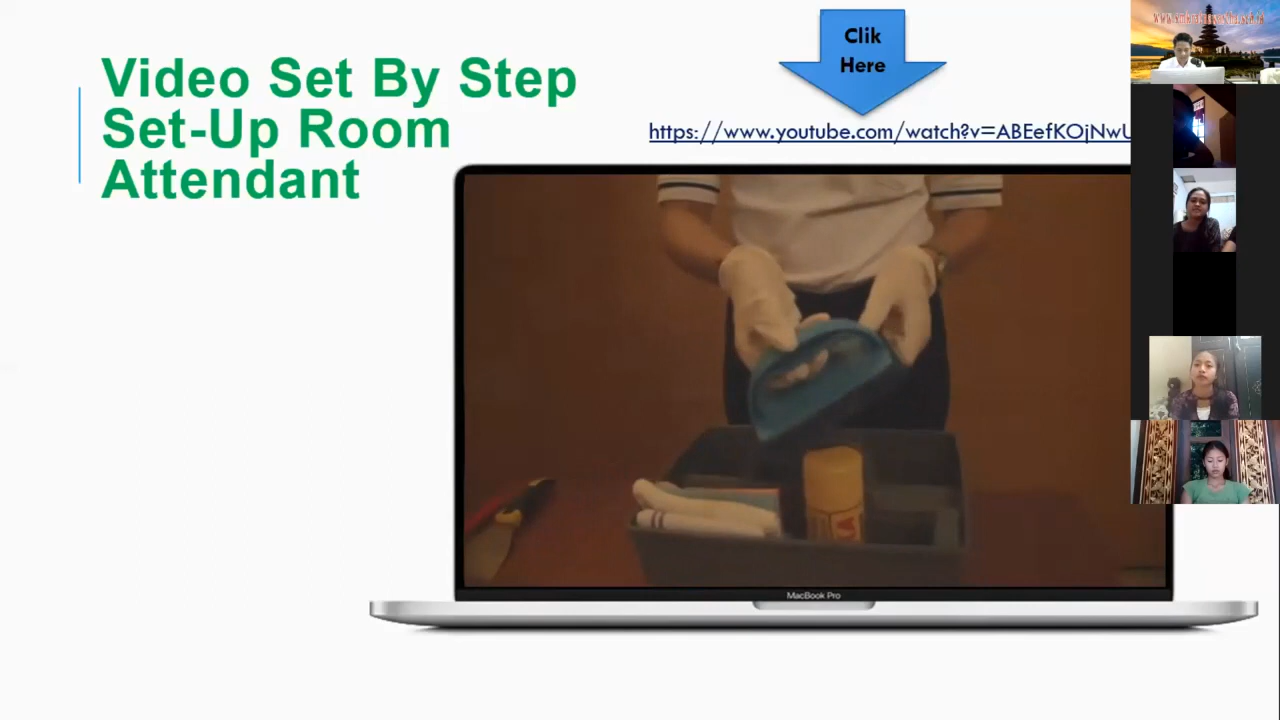 Video Set By Step
Set-Up Room
Attendant
Clik
Here
https://www.youtube.com/watch?v=ABEefKOjNwU
MacBook Pro